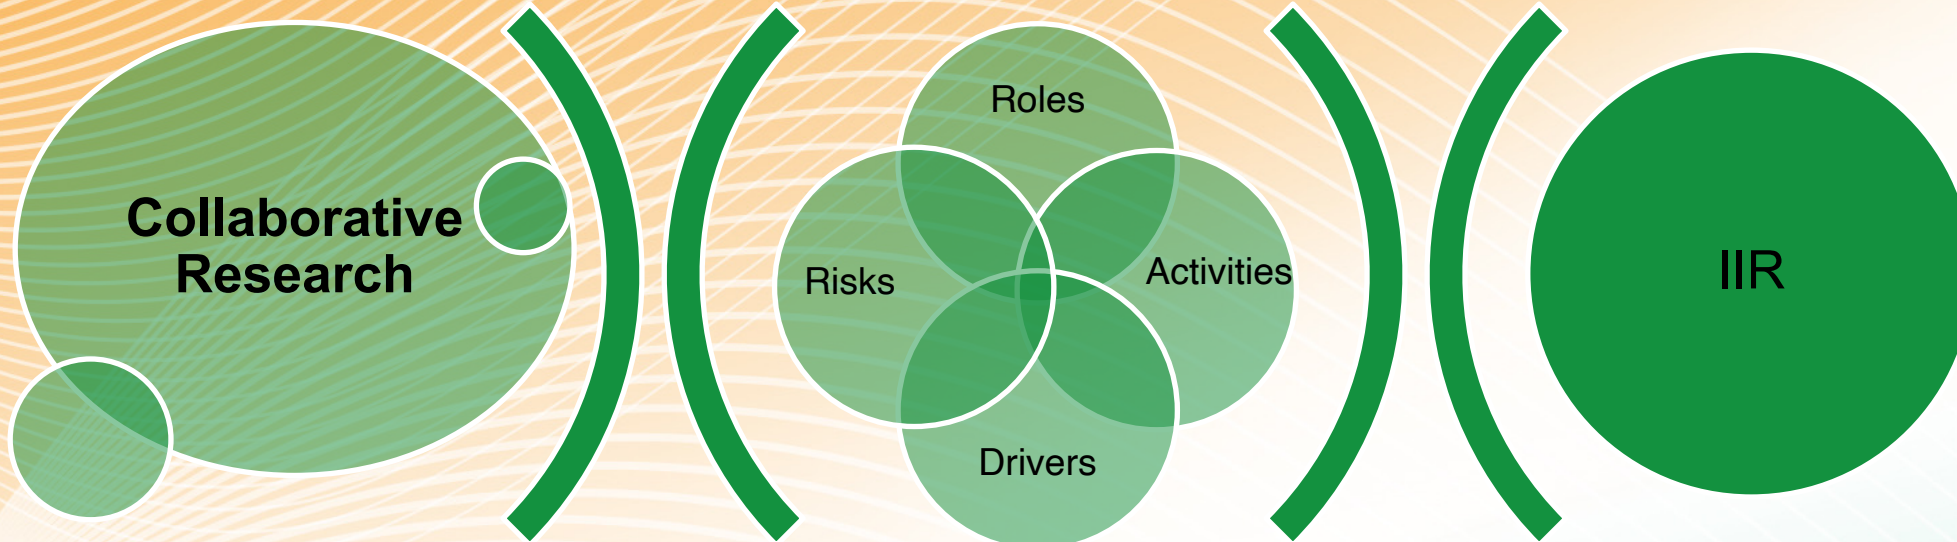 Collaborative
Research
Roles
Risks
Activities
Drivers
IIR